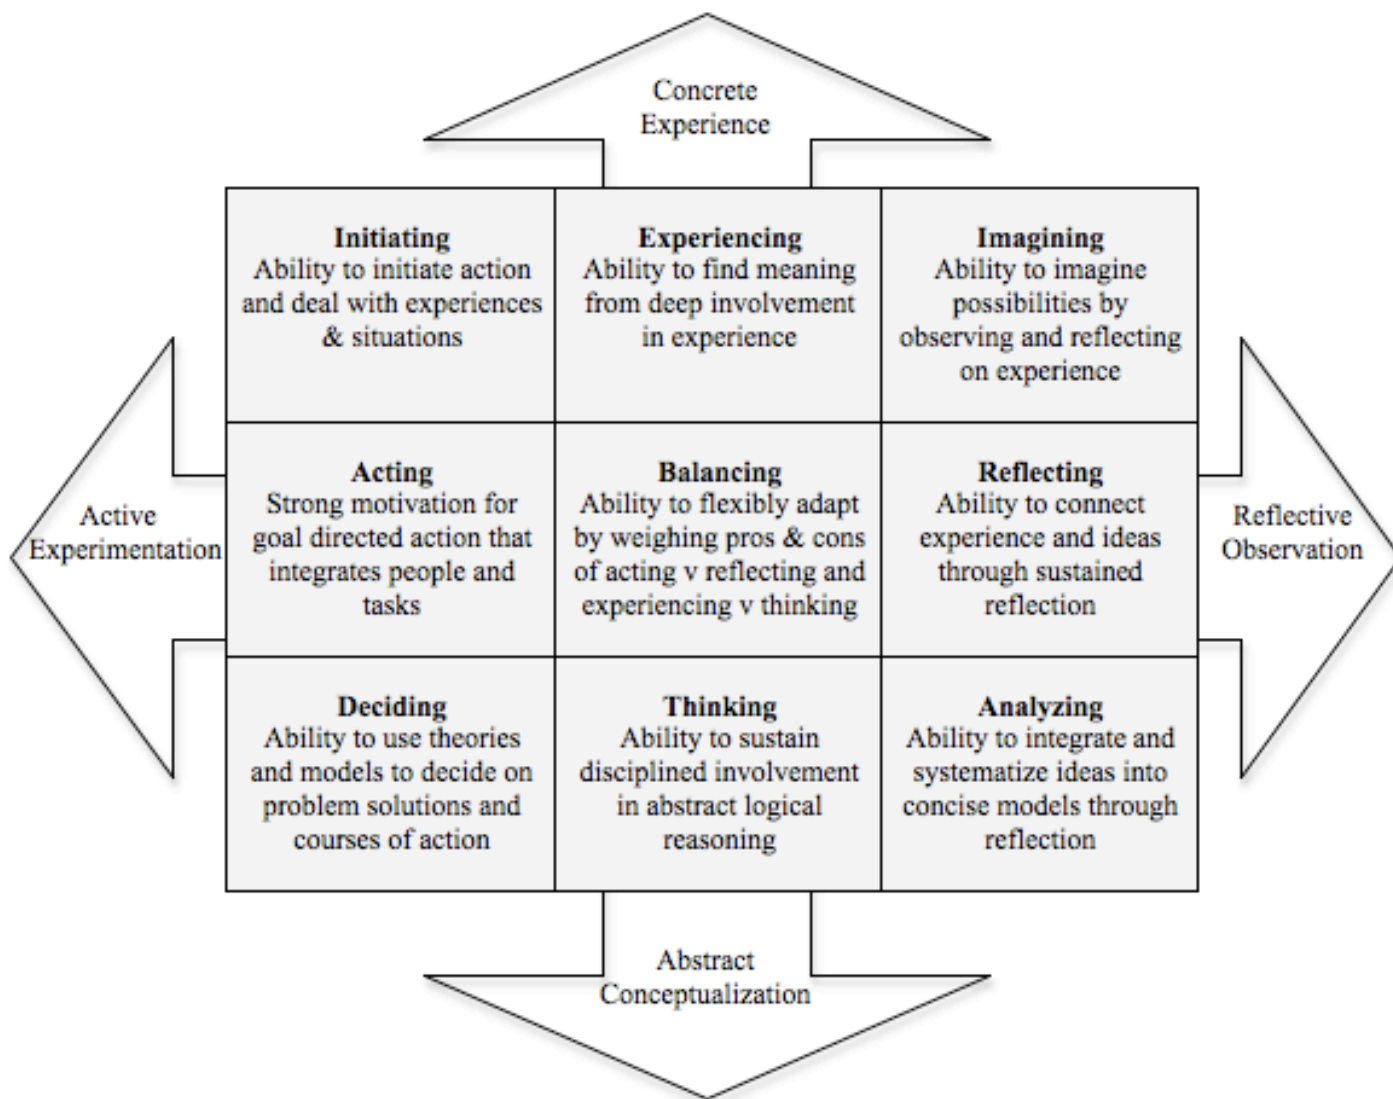 Concrete
Experience
Initiating
Ability to initiate action
and deal with experiences
& situations
Experiencing
Ability to find meaning
from deep involvement
in experience
Imagining
Ability to imagine
possibilities by
observing and reflecting
on experience
Active
Experimentation
Acting
Strong motivation for
goal directed action that
integrates people and
tasks
Balancing
Ability to flexibly adapt
by weighing pros & cons
of acting v reflecting and
experiencing v thinking
Reflecting
Ability to connect
experience and ideas
through sustained
reflection
Reflective
Observation
Deciding
Ability to use theories
and models to decide on
problem solutions and
courses of action
Thinking
Ability to sustain
disciplined involvement
in abstract logical
reasoning
Analyzing
Ability to integrate and
systematize ideas into
concise models through
reflection
Abstract
Conceptualization